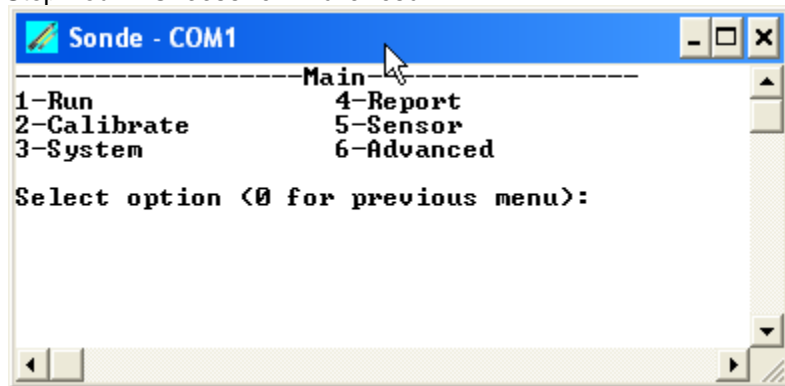 Sonde - COM1
------------------Main------------------
1-Run 4-Report
2-Calibrate 5-Sensor
3-System 6-Advanced
Select option (0 for previous menu):